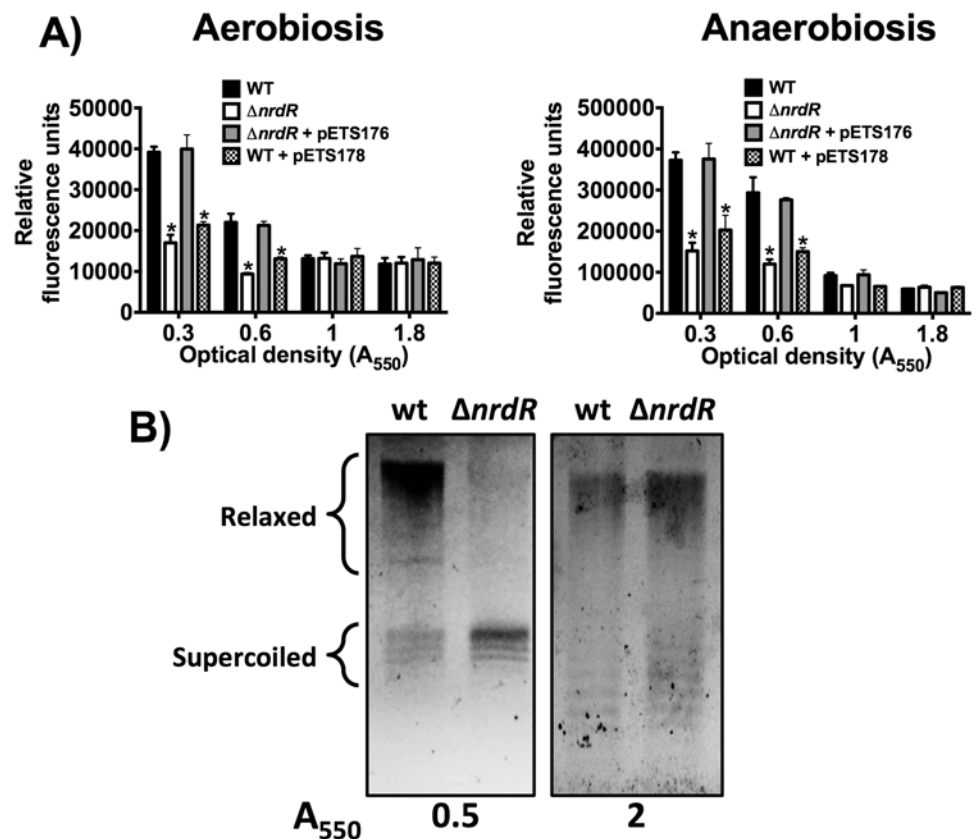 A)
Aerobiosis
WT
ΔnrdR
ΔnrdR + pETS176
WT + pETS178
Relative
fluorescence units
50000
40000
30000
20000
10000
0
* * * *
0.3 0.6 1 1.8
Optical density (A550)
Anaerobiosis
WT
ΔnrdR
ΔnrdR + pETS176
WT + pETS178
Relative
fluorescence units
500000
400000
300000
200000
100000
0
* * * *
0.3 0.6 1 1.8
Optical density (A550)
B)
wt ΔnrdR wt ΔnrdR
Relaxed
Supercoiled
A550 0.5 2